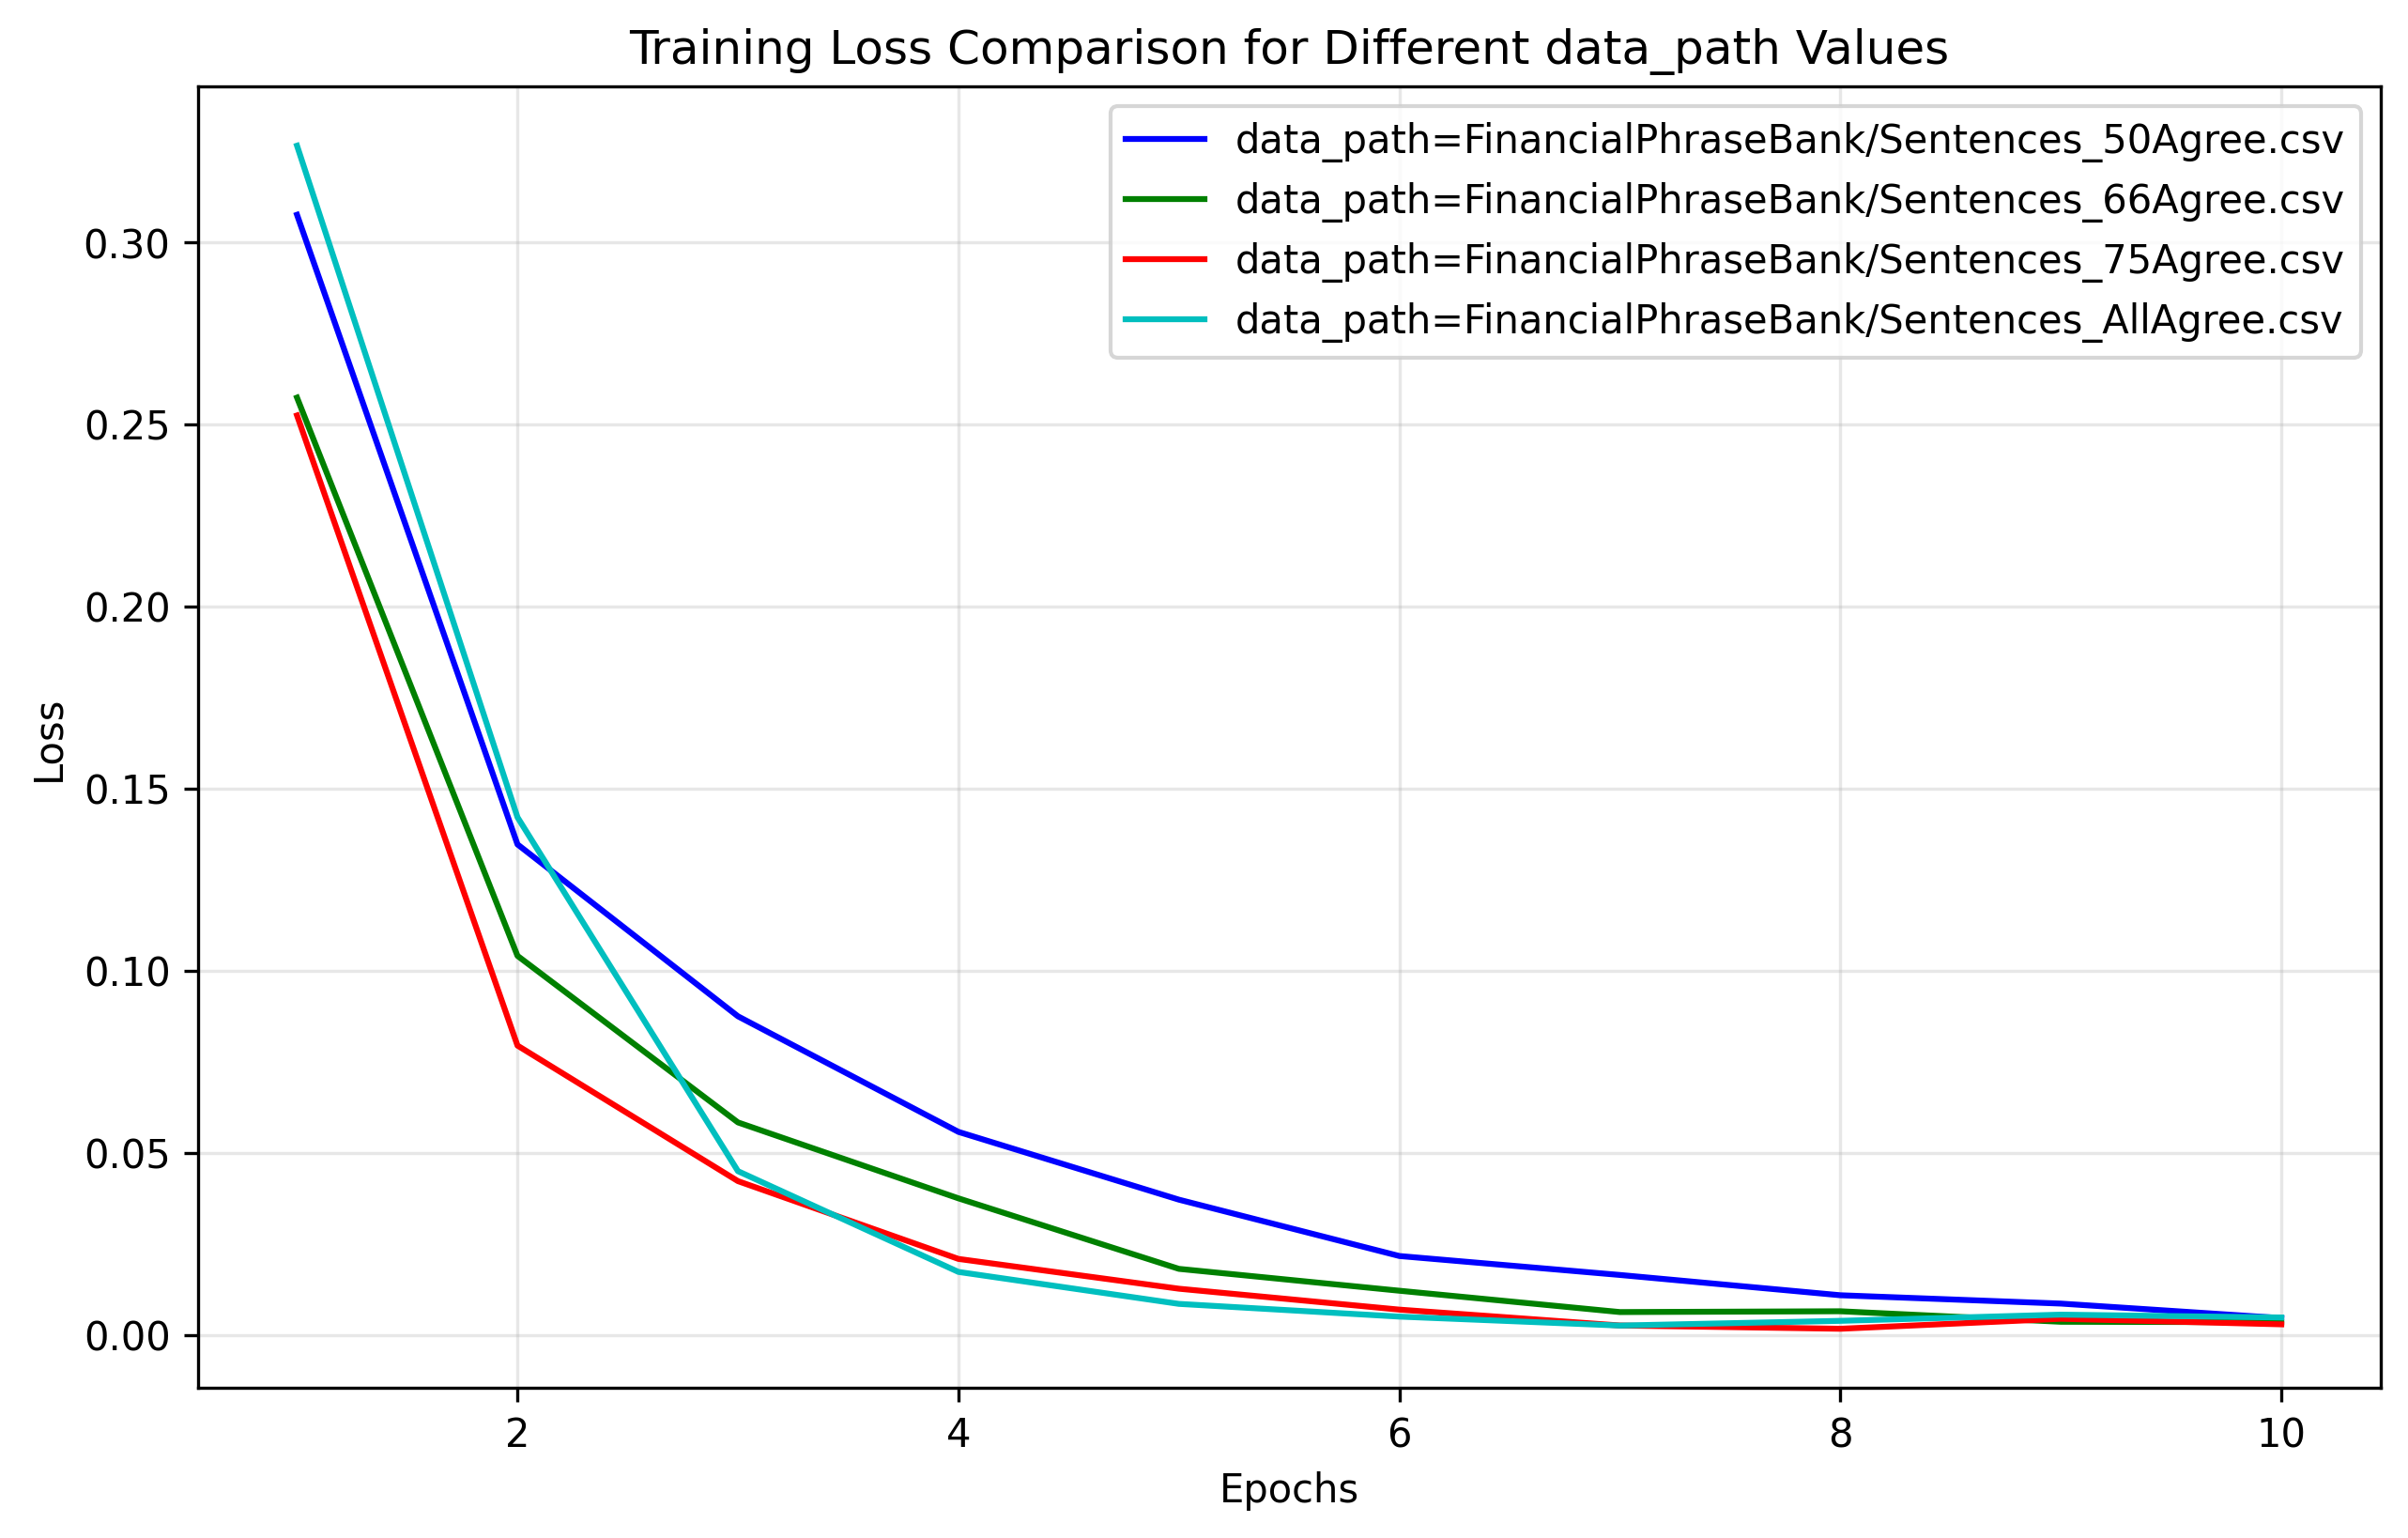 Training Loss Comparison for Different data_path Values
data_path=FinancialPhraseBank/Sentences_50Agree.csv
data_path=FinancialPhraseBank/Sentences_66Agree.csv
data_path=FinancialPhraseBank/Sentences_75Agree.csv
data_path=FinancialPhraseBank/Sentences_AllAgree.csv
Loss
0.30
0.25
0.20
0.15
0.10
0.05
0.00
2 4 6 8 10
Epochs